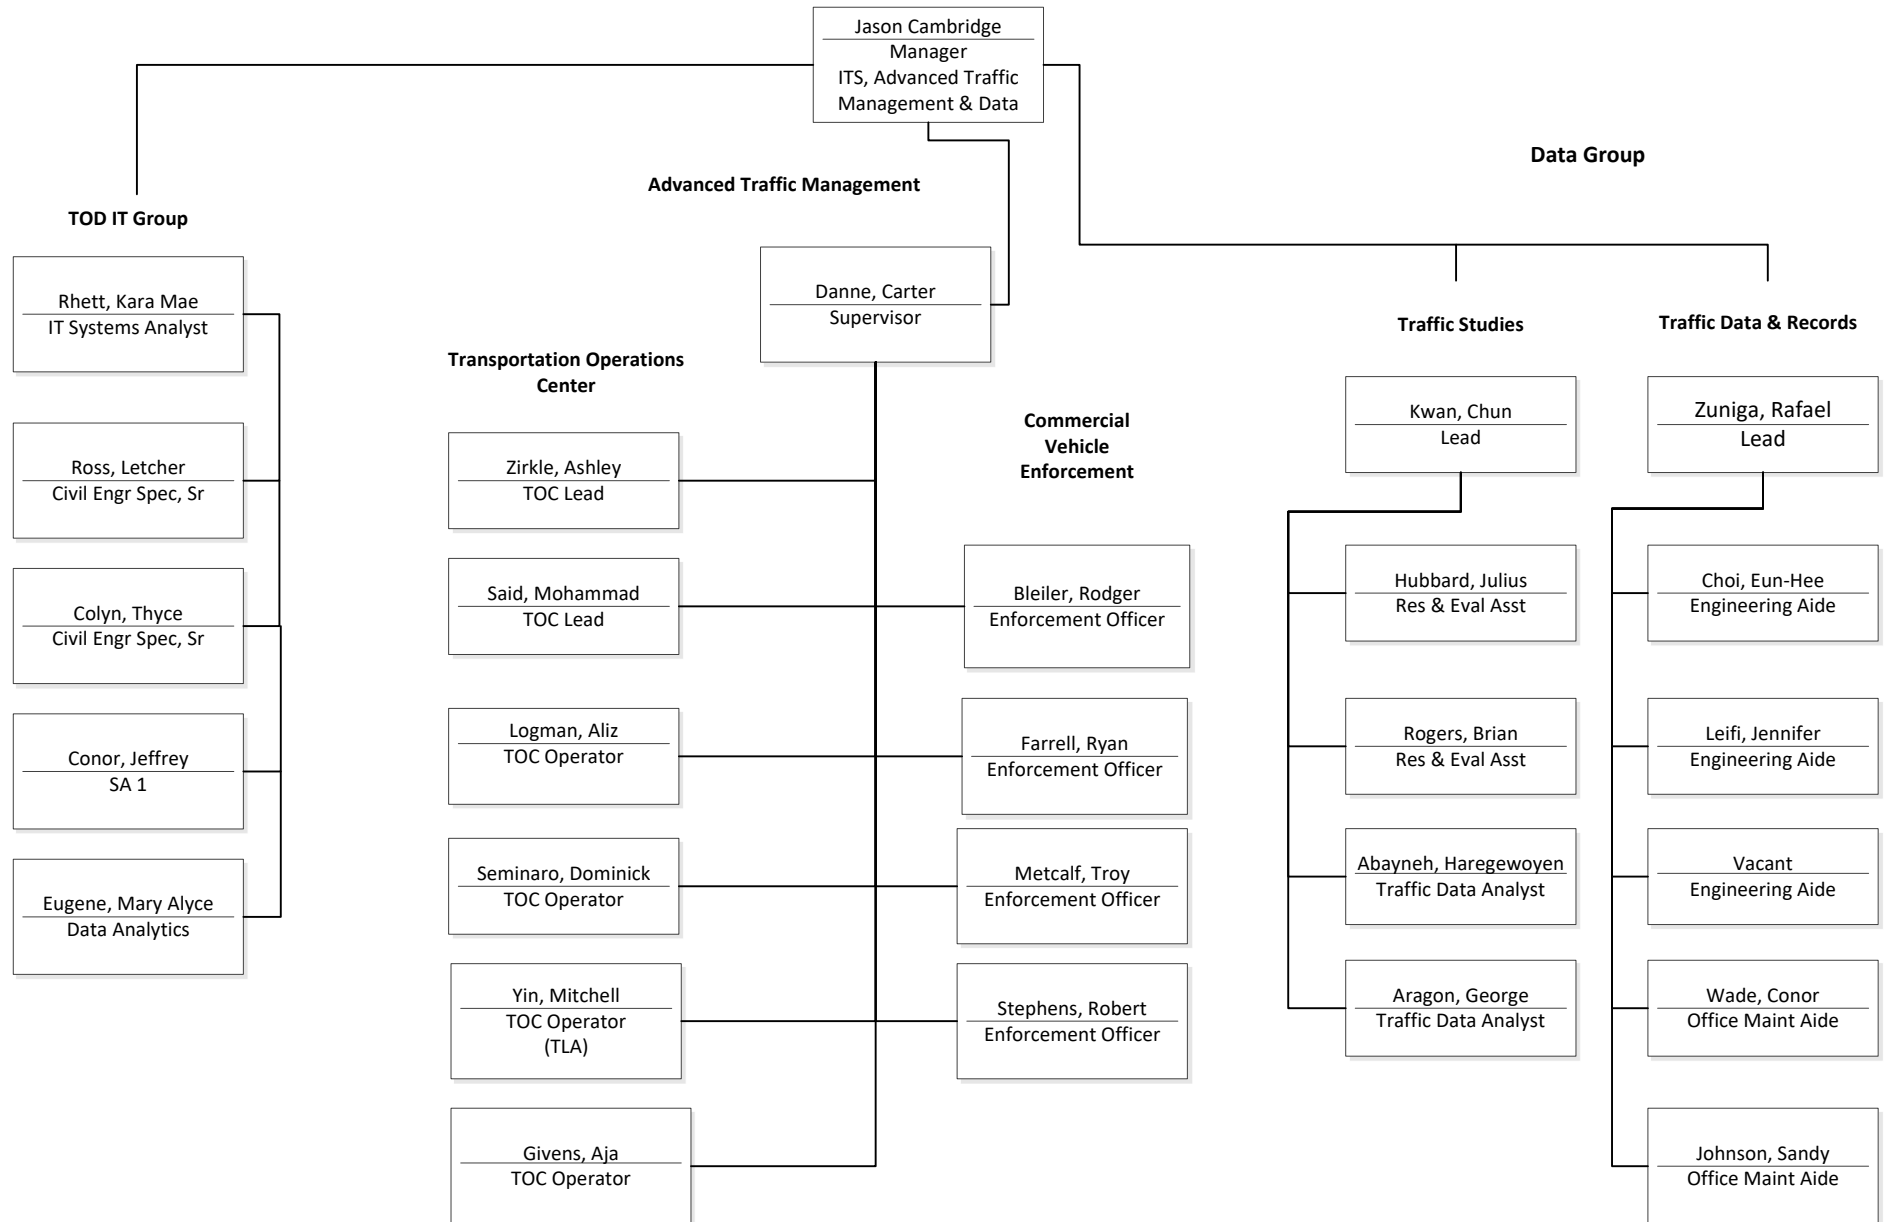 Jason Cambridge
Manager
ITS, Advanced Traffic
Management & Data
Data Group
Advanced Traffic Management
TOD IT Group
Rhett, Kara Mae
IT Systems Analyst
Ross, Letcher
Civil Engr Spec, Sr
Colyn, Thyce
Civil Engr Spec, Sr
Conor, Jeffrey
SA 1
Eugene, Mary Alyce
Data Analytics
Danne, Carter
Supervisor
Transportation Operations
Center
Zirkle, Ashley
TOC Lead
Said, Mohammad
TOC Lead
Logman, Aliz
TOC Operator
Seminaro, Dominick
TOC Operator
Yin, Mitchell
TOC Operator
(TLA)
Givens, Aja
TOC Operator
Commercial
Vehicle
Enforcement
Bleiler, Rodger
Enforcement Officer
Farrell, Ryan
Enforcement Officer
Metcalf, Troy
Enforcement Officer
Stephens, Robert
Enforcement Officer
Traffic Studies
Kwan, Chun
Lead
Hubbard, Julius
Res & Eval Asst
Rogers, Brian
Res & Eval Asst
Abayneh, Haregewoyen
Traffic Data Analyst
Aragon, George
Traffic Data Analyst
Traffic Data & Records
Zuniga, Rafael
Lead
Choi, Eun-Hee
Engineering Aide
Leifi, Jennifer
Engineering Aide
Vacant
Engineering Aide
Wade, Conor
Office Maint Aide
Johnson, Sandy
Office Maint Aide